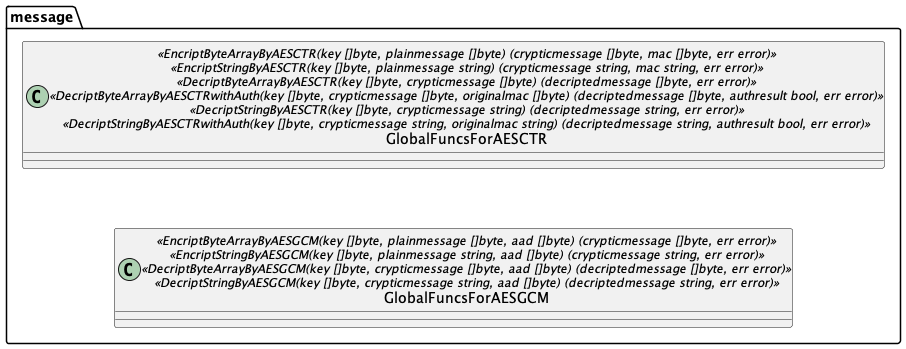 message
«EncriptByteArrayByAESCTR(key []byte, plainmessage []byte) (crypticmessage []byte, mac []byte, err error)»
«EncriptStringByAESCTR(key []byte, plainmessage string) (crypticmessage string, mac string, err error)»
«DecriptByteArrayByAESCTR(key []byte, crypticmessage []byte) (decriptedmessage []byte, err error)»
C «DecriptByteArrayByAESCTRwithAuth(key []byte, crypticmessage []byte, originalmac []byte) (decriptedmessage []byte, authresult bool, err error)»
«DecriptStringByAESCTR(key []byte, crypticmessage string) (decriptedmessage string, err error)»
«DecriptStringByAESCTRwithAuth(key []byte, crypticmessage string, originalmac string) (decriptedmessage string, authresult bool, err error)»
GlobalFuncsForAESCTR
«EncriptByteArrayByAESGCM(key []byte, plainmessage []byte, aad []byte) (crypticmessage []byte, err error)»
«EncriptStringByAESGCM(key []byte, plainmessage string, aad []byte) (crypticmessage string, err error)»
C «DecriptByteArrayByAESGCM(key []byte, crypticmessage []byte, aad []byte) (decriptedmessage []byte, err error)»
«DecriptStringByAESGCM(key []byte, crypticmessage string, aad []byte) (decriptedmessage string, err error)»
GlobalFuncsForAESGCM